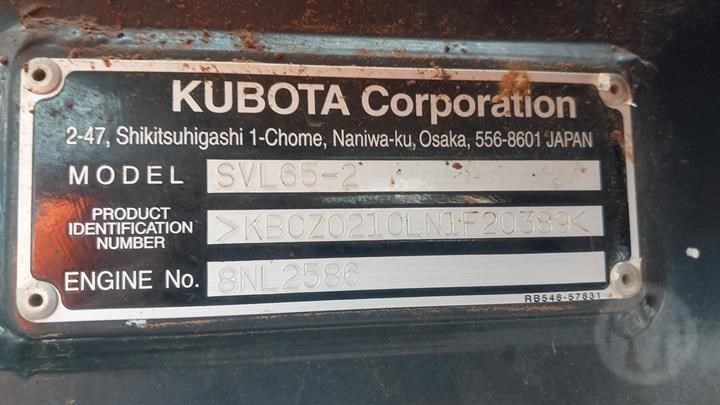 KUBOTA Corporation
2-47, Shikitsuhigashi 1-Chome, Naniwa-ku, Osaka, 556-8601 JAPAN
MODEL SVL65-2
PRODUCT
IDENTIFICATION
NUMBER
>KBCZ021CLN1F20389<
ENGINE No. 8NL2586
RB548-57831